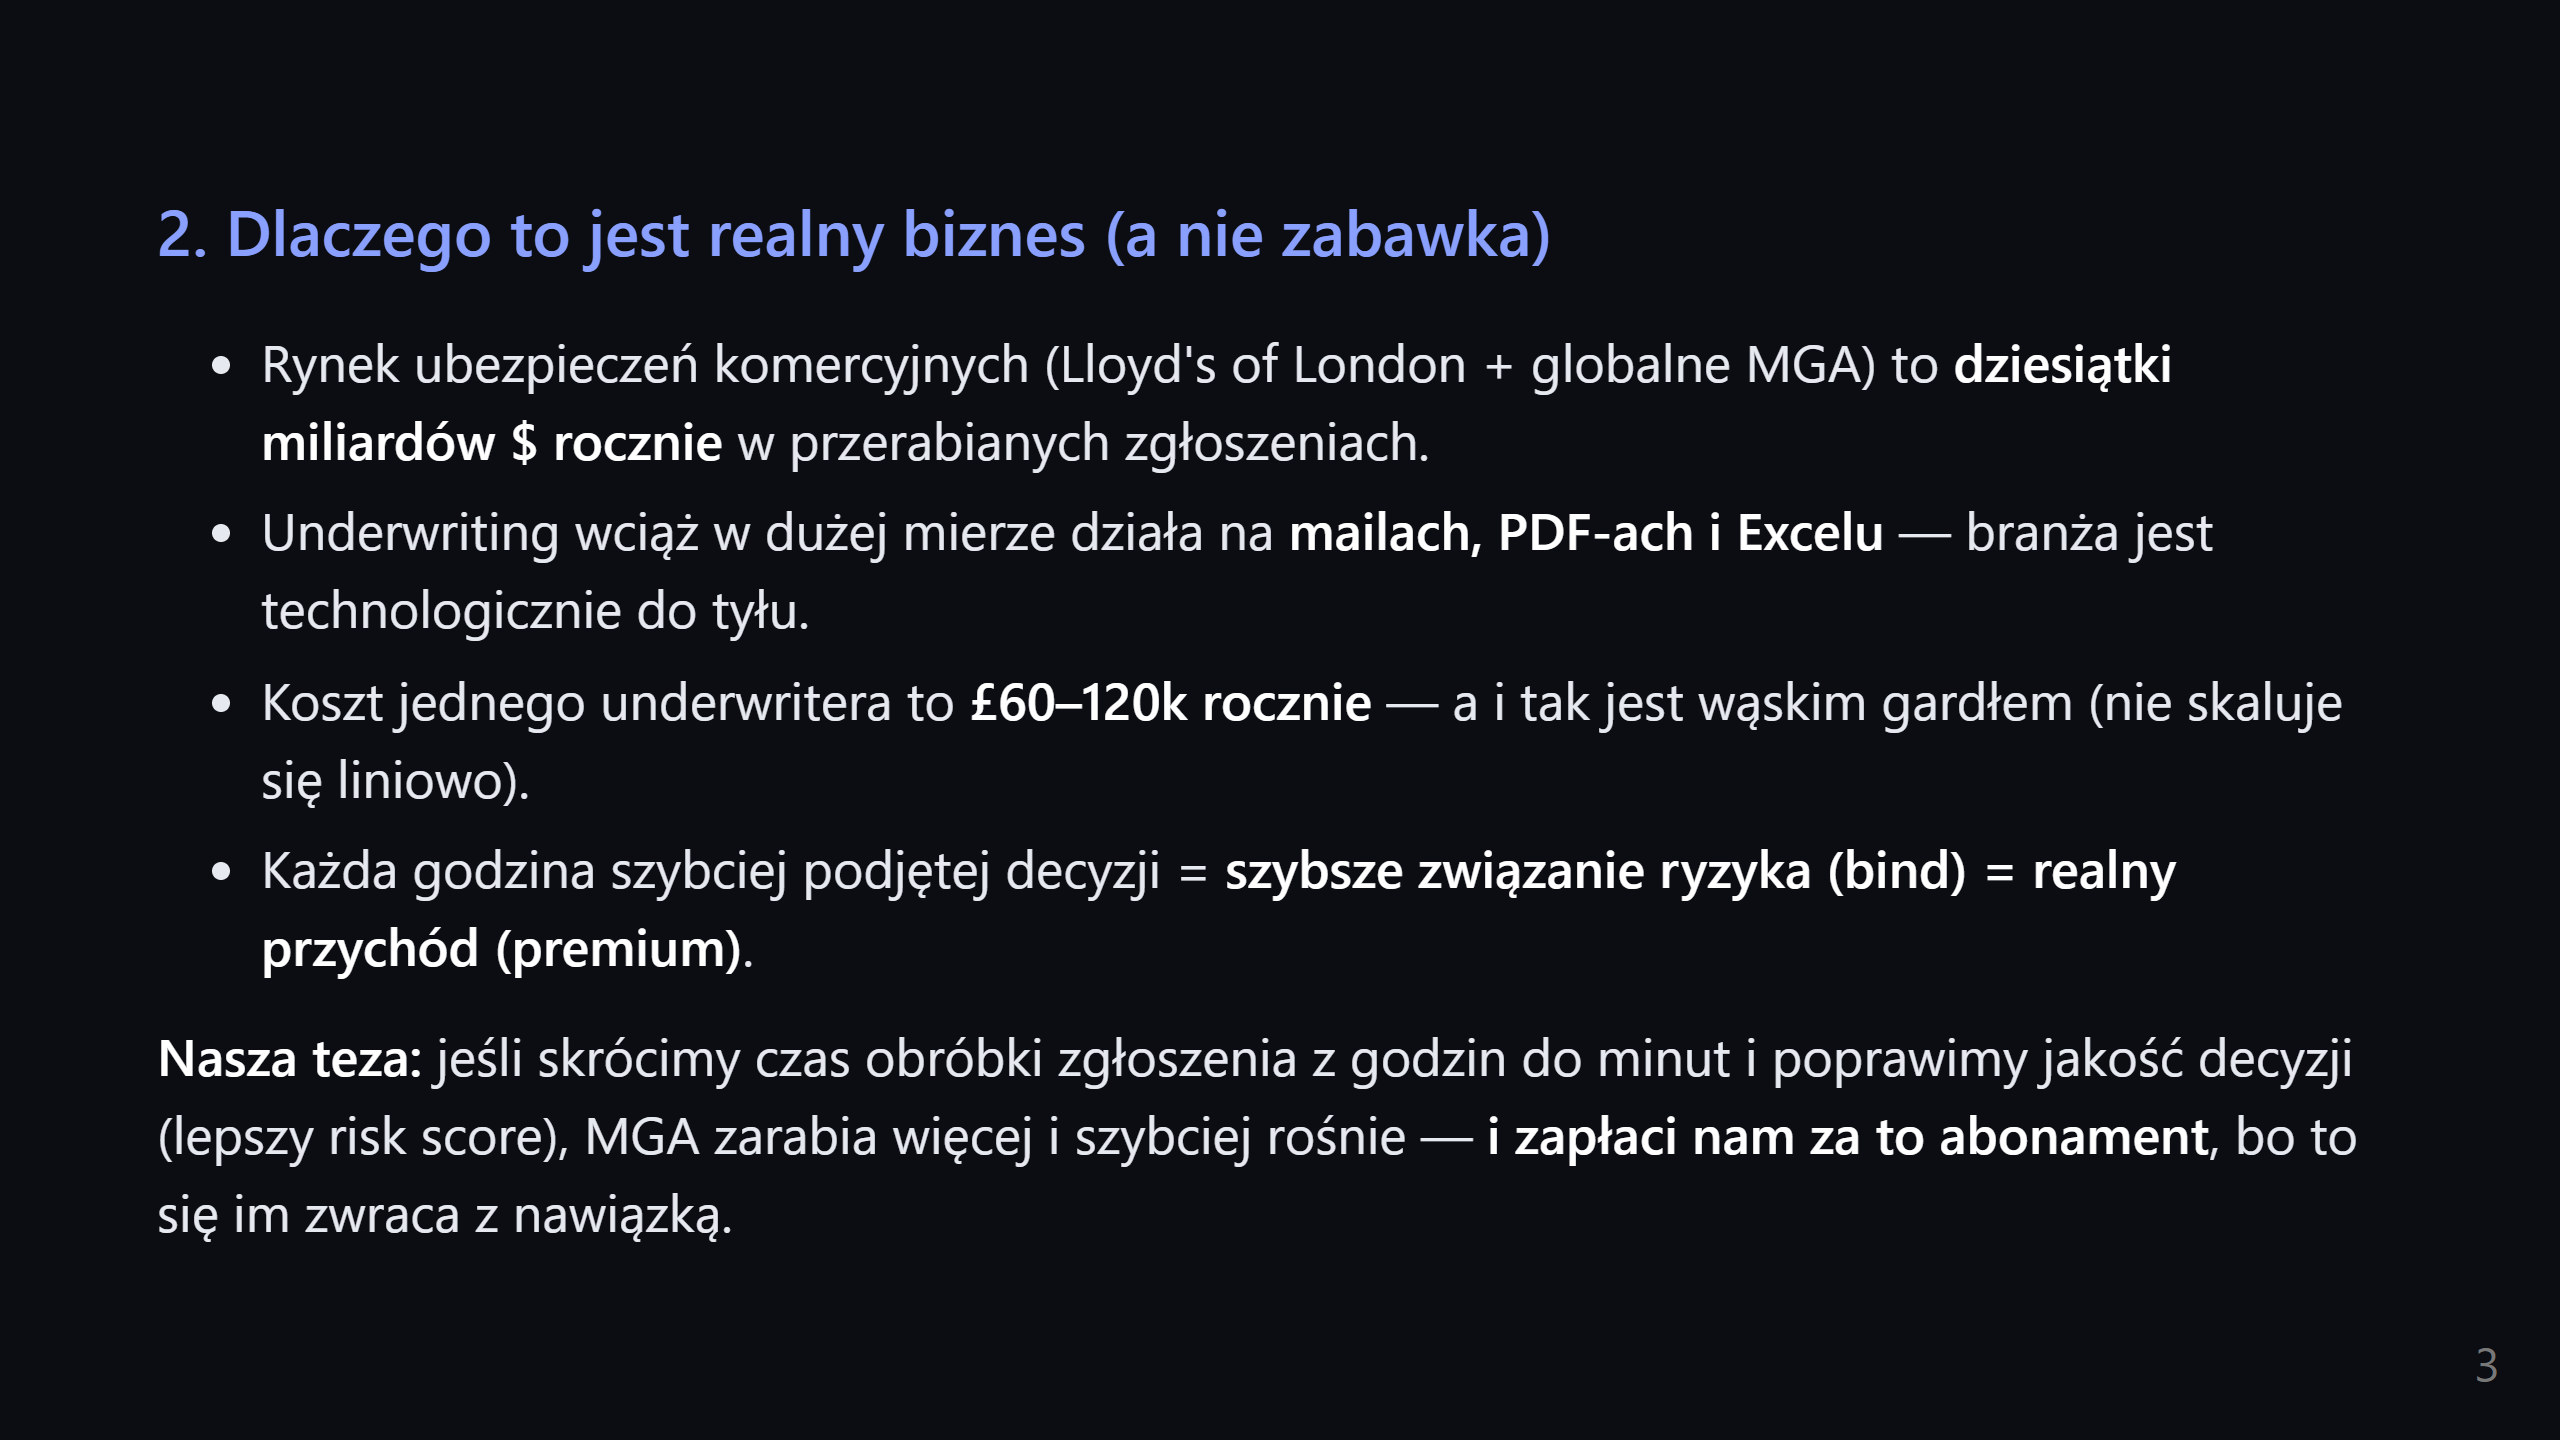 2. Dlaczego to jest realny biznes (a nie zabawka)
• Rynek ubezpieczeń komercyjnych (Lloyd's of London + globalne MGA) to dziesiątki
miliardów $ rocznie w przerabianych zgłoszeniach.
• Underwriting wciąż w dużej mierze działa na mailach, PDF-ach i Excelu — branża jest
technologicznie do tyłu.
• Koszt jednego underwritera to £60–120k rocznie — a i tak jest wąskim gardłem (nie skaluje
się liniowo).
• Każda godzina szybciej podjętej decyzji = szybsze związanie ryzyka (bind) = realny
przychód (premium).
Nasza teza: jeśli skrócimy czas obróbki zgłoszenia z godzin do minut i poprawimy jakość decyzji
(lepszy risk score), MGA zarabia więcej i szybciej rośnie — i zapłaci nam za to abonament, bo to
się im zwraca z nawiązką.
3